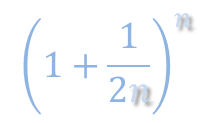 (1 + 1/2n)^n